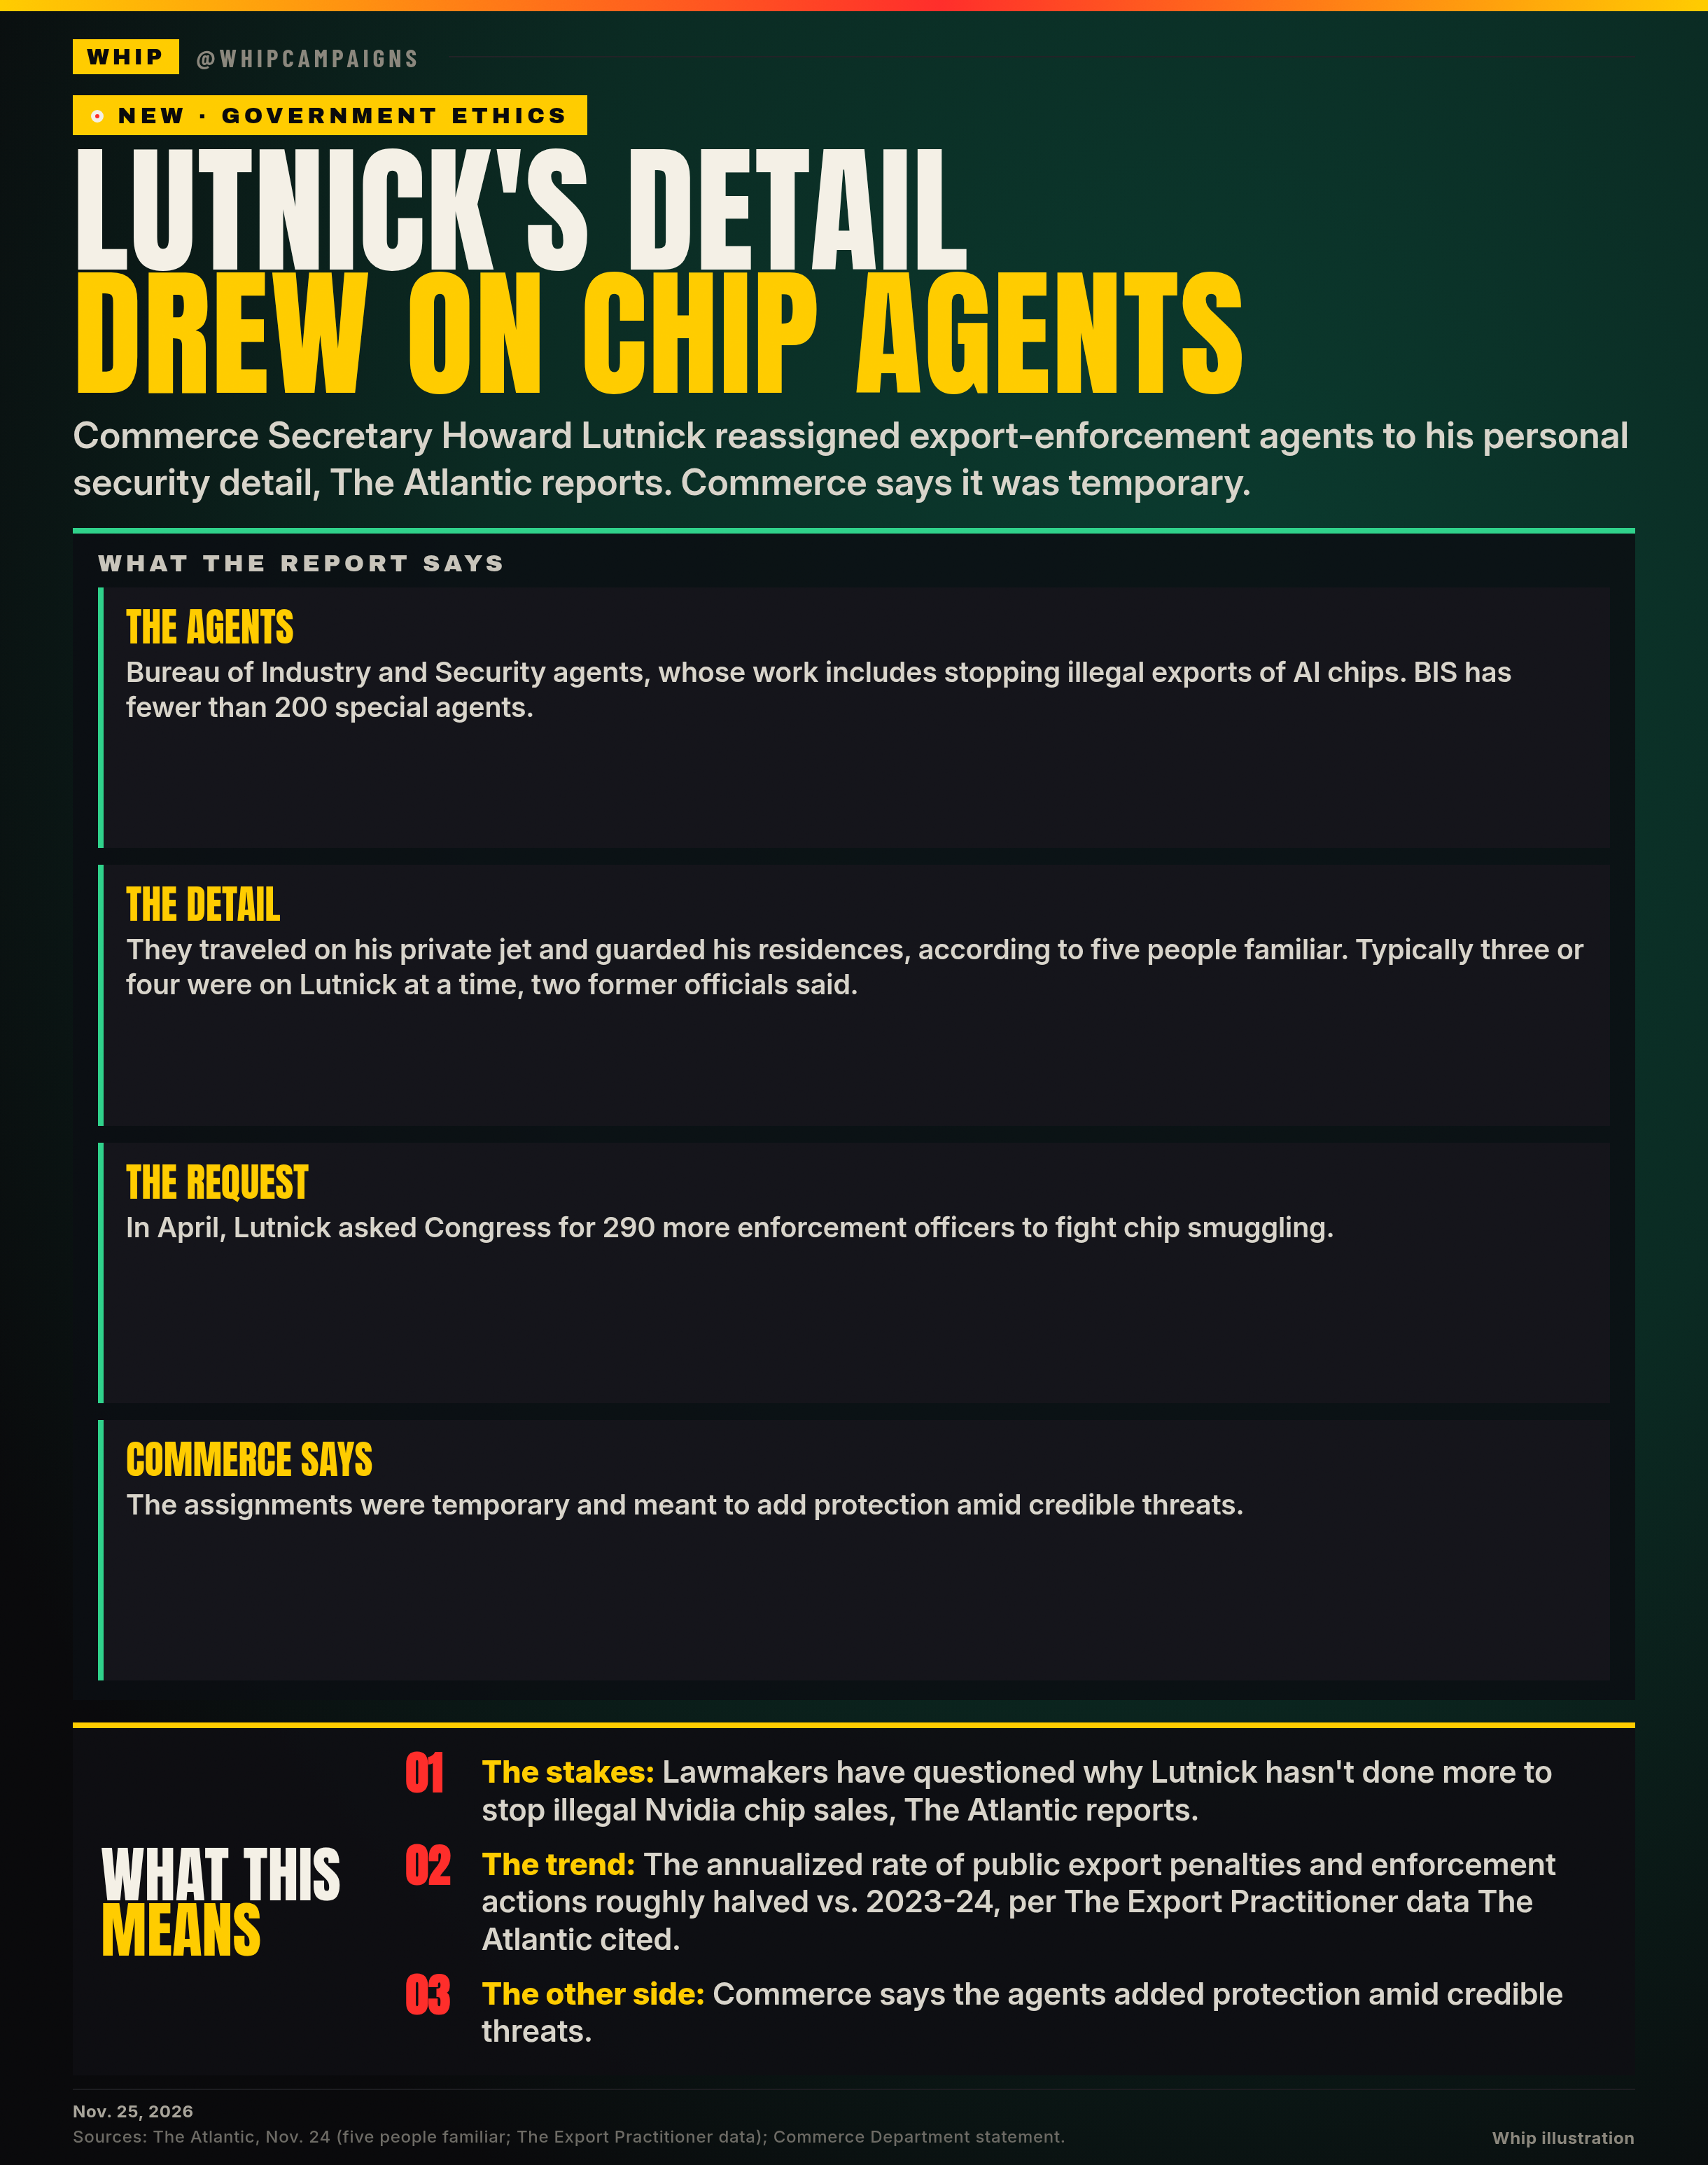 WHIP @WHIPCAMPAIGNS
NEW · GOVERNMENT ETHICS
LUTNICK'S DETAIL
DREW ON CHIP AGENTS
Commerce Secretary Howard Lutnick reassigned export-enforcement agents to his personal
security detail, The Atlantic reports. Commerce says it was temporary.
WHAT THE REPORT SAYS
THE AGENTS
Bureau of Industry and Security agents, whose work includes stopping illegal exports of AI chips. BIS has
fewer than 200 special agents.
THE DETAIL
They traveled on his private jet and guarded his residences, according to five people familiar. Typically three or
four were on Lutnick at a time, two former officials said.
THE REQUEST
In April, Lutnick asked Congress for 290 more enforcement officers to fight chip smuggling.
COMMERCE SAYS
The assignments were temporary and meant to add protection amid credible threats.
WHAT THIS
MEANS
01
The stakes: Lawmakers have questioned why Lutnick hasn't done more to
stop illegal Nvidia chip sales, The Atlantic reports.
02
The trend: The annualized rate of public export penalties and enforcement
actions roughly halved vs. 2023-24, per The Export Practitioner data The
Atlantic cited.
03
The other side: Commerce says the agents added protection amid credible
threats.
Nov. 25, 2026
Sources: The Atlantic, Nov. 24 (five people familiar; The Export Practitioner data); Commerce Department statement.
Whip illustration